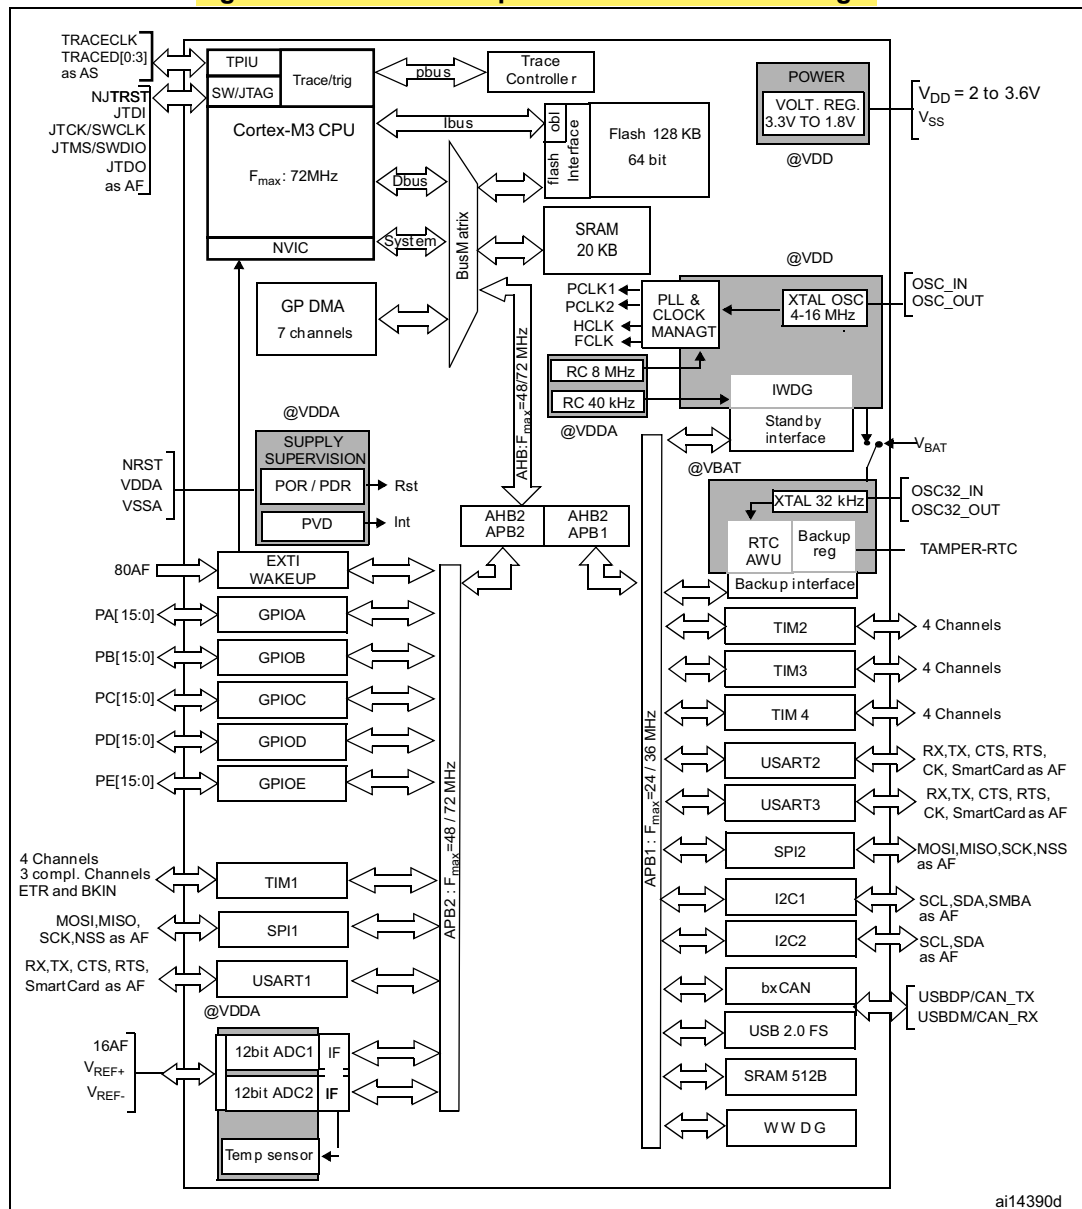 TRACECLK
TRACED[0:3]
as AS
NJTRST
JTDI
JTCK/SWCLK
JTMS/SWDIO
JTDO
as AF
TPIU
SW/JTAG
Trace/trig
Cortex-M3 CPU
Fmax: 72MHz
NVIC
pbus
Trace
Controller
Ibus
Dbus
System
BusMatrix
flash obl
Interface
Flash 128 KB
64 bit
SRAM
20 KB
POWER
VOLT. REG.
3.3V TO 1.8V
@VDD
VDD = 2 to 3.6V
VSS
GP DMA
7 channels
AHB:Fmax=48/72 MHz
@VDD
PCLK1
PCLK2
HCLK
FCLK
PLL &
CLOCK
MANAGT
XTAL OSC
4-16 MHz
OSC_IN
OSC_OUT
RC 8 MHz
RC 40 kHz
@VDDA
IWDG
Standby
interface
VBAT
@VBAT
@VDDA
SUPPLY
SUPERVISION
NRST
VDDA
VSSA
POR / PDR
Rst
PVD
Int
AHB2
APB2
AHB2
APB1
XTAL 32 kHz
OSC32_IN
OSC32_OUT
RTC
AWU
Backup
reg
TAMPER-RTC
Backup interface
80AF
EXTI
WAKEUP
PA[15:0]
GPIOA
PB[15:0]
GPIOB
PC[15:0]
GPIOC
PD[15:0]
GPIOD
PE[15:0]
GPIOE
4 Channels
3 compl. Channels
ETR and BKIN
TIM1
MOSI,MISO,
SCK,NSS as AF
SPI1
RX,TX, CTS, RTS,
SmartCard as AF
USART1
@VDDA
16AF
VREF+
VREF-
12bit ADC1 IF
12bit ADC2 IF
Temp sensor
APB2 : Fmax=48 / 72 MHz
APB1 : Fmax=24 / 36 MHz
TIM2
4 Channels
TIM3
4 Channels
TIM 4
4 Channels
USART2
RX,TX, CTS, RTS,
CK, SmartCard as AF
USART3
RX,TX, CTS, RTS,
CK, SmartCard as AF
SPI2
MOSI,MISO,SCK,NSS
as AF
I2C1
SCL,SDA,SMBA
as AF
I2C2
SCL,SDA
as AF
bxCAN
USBDP/CAN_TX
USBDM/CAN_RX
USB 2.0 FS
SRAM 512B
WWDG
ai14390d